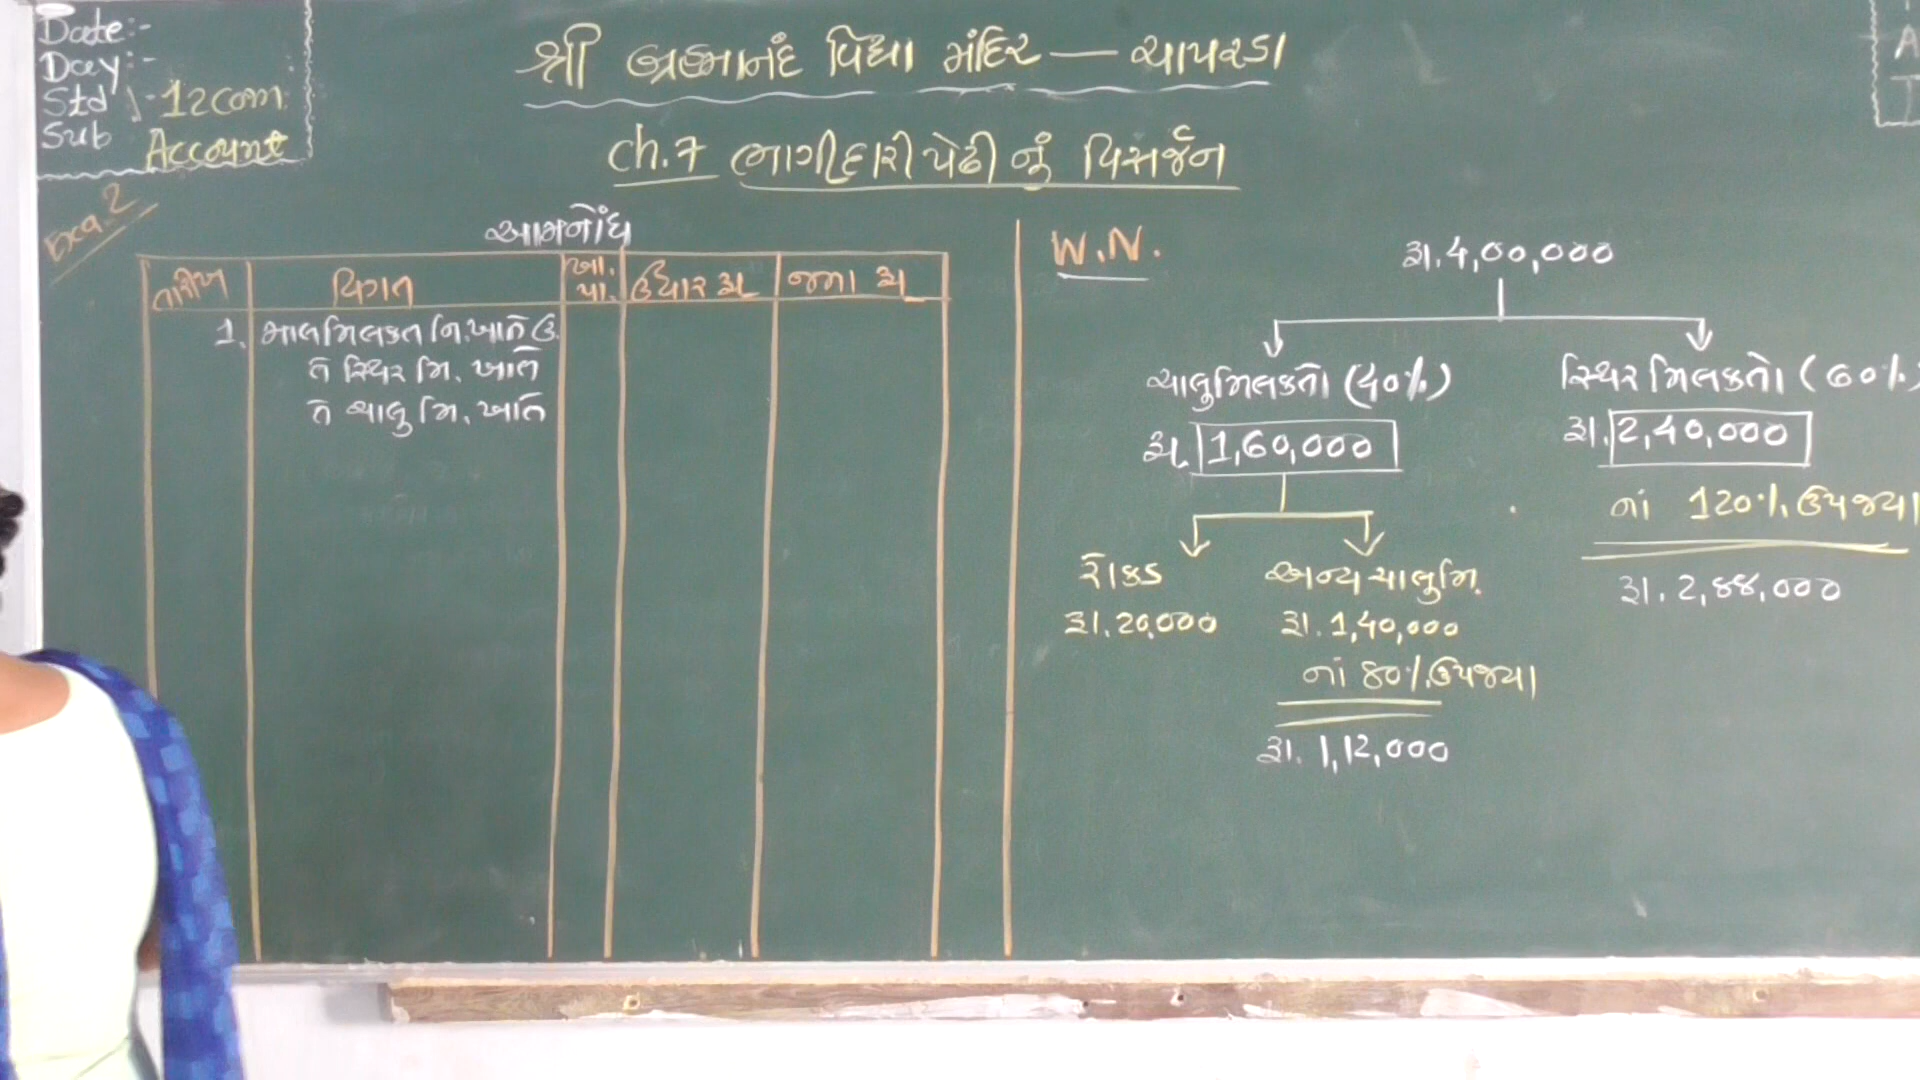 Date:-
Day:-
Std :- 12 Com
Sub Account
શ્રી બ્રહ્માનંદ વિદ્યા મંદિર — ચાપરડા
Ch.7 ભાગીદારી પેઢીનું વિસર્જન
Exa.2
આમનોંધ
તારીખ વિગત ખા. પા. ઉધાર રૂા. જમા રૂા.
1. માલમિલકત નિ. ખાતે ઉ.
તે સ્થિર મિ. ખાતે
તે ચાલુ મિ. ખાતે
W.N.
રૂા. 4,00,000
ચાલુ મિલકતો (40%) સ્થિર મિલકતો (60%)
રૂા. 1,60,000 રૂા. 2,40,000
નાં 120% ઉપજ્યા
રૂા. 2,88,000
રોકડ અન્ય ચાલુ મિ.
રૂા. 20,000 રૂા. 1,40,000
નાં 80% ઉપજ્યા
રૂા. 1,12,000
A